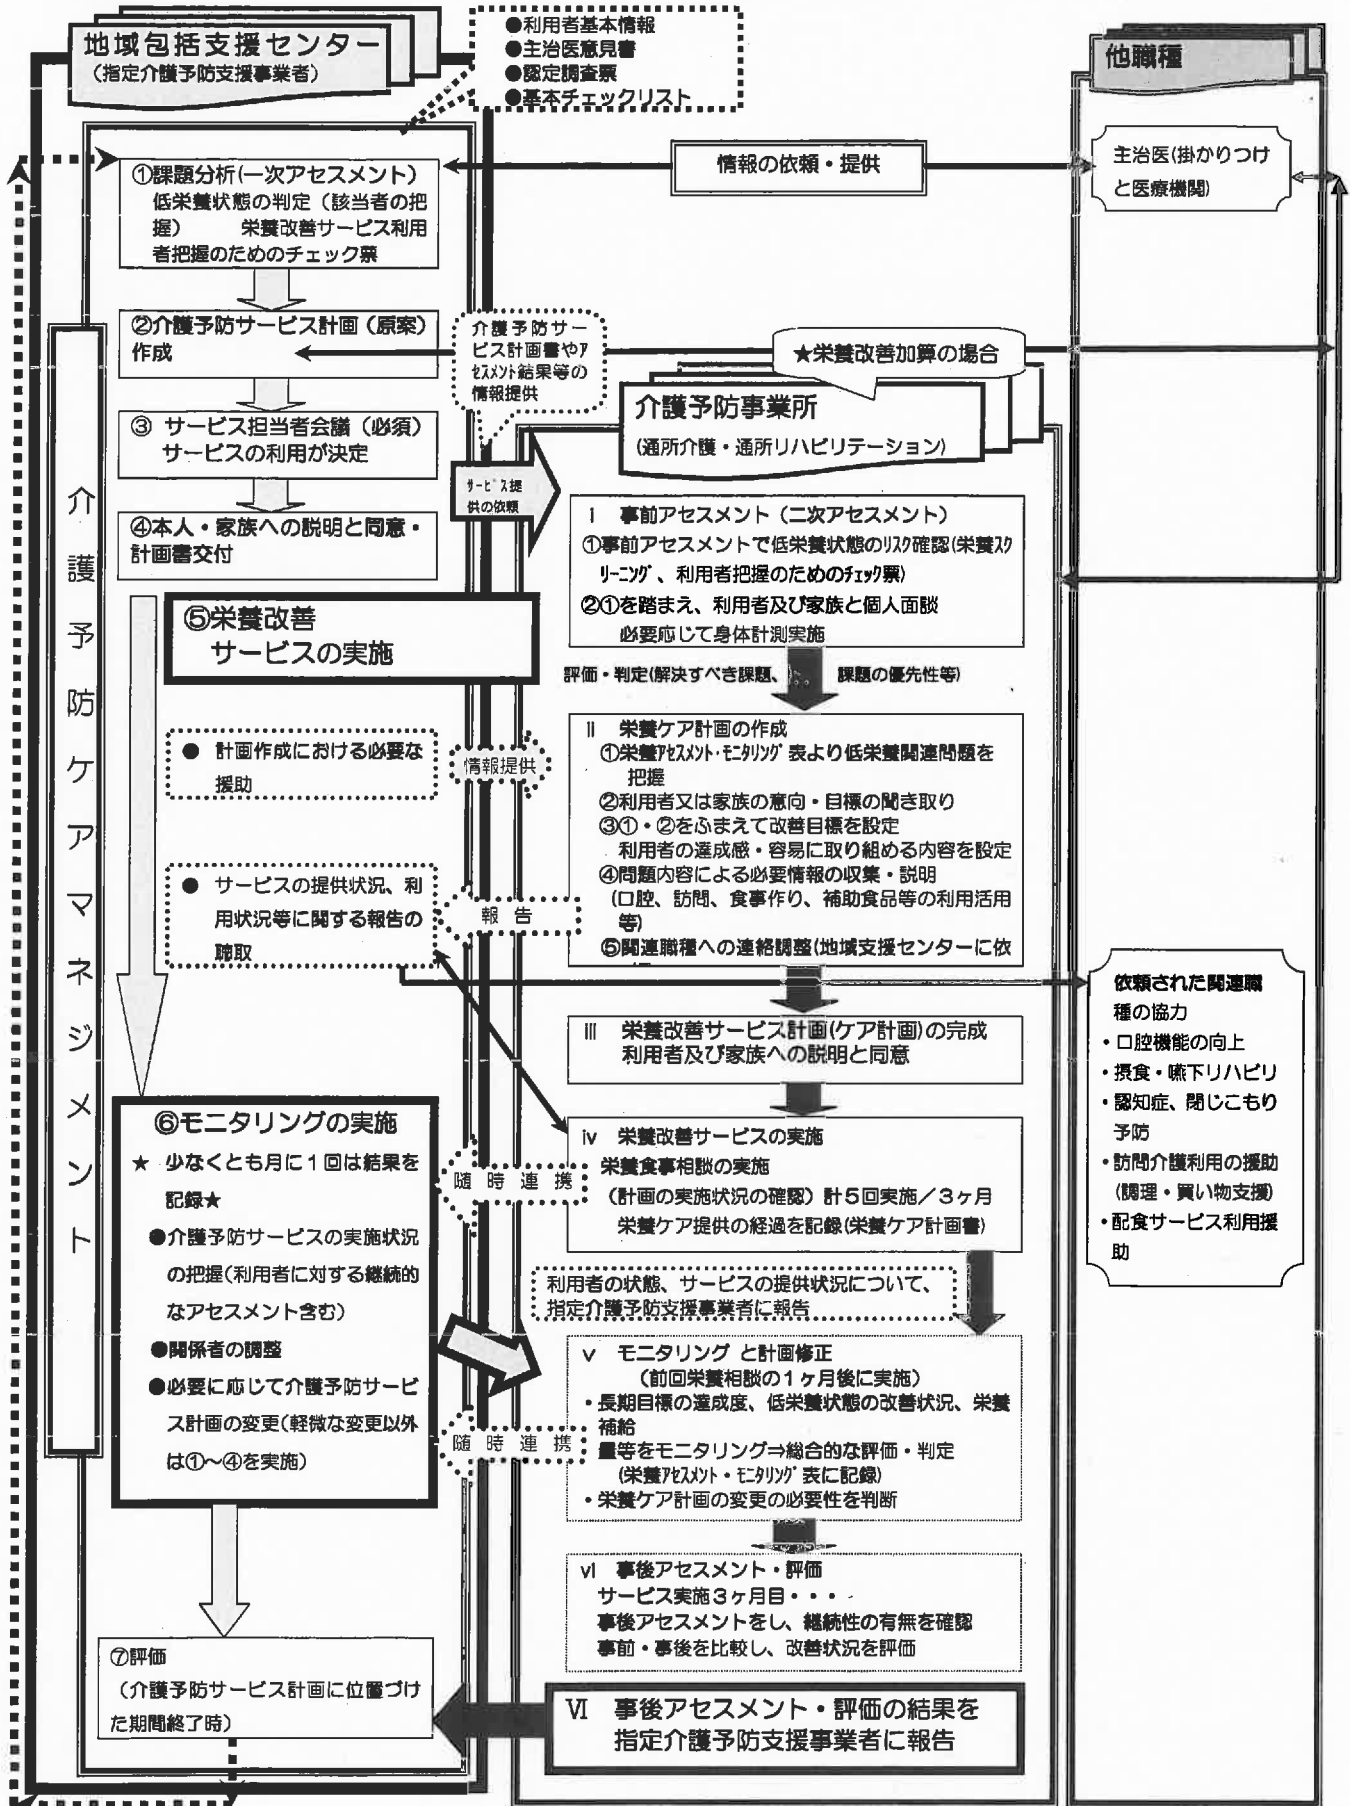 地域包括支援センター
(指定介護予防支援事業者)
●利用者基本情報
●主治医意見書
●認定調査票
●基本チェックリスト
他職種
①課題分析(一次アセスメント)
低栄養状態の判定(該当者の把
握) 栄養改善サービス利用
者把握のためのチェック票
情報の依頼・提供
主治医(掛かりつけ
と医療機関)
②介護予防サービス計画(原案)
作成
介護予防サー
ビス計画書やア
セスメント結果等の
情報提供
★栄養改善加算の場合
③ サービス担当者会議(必須)
サービスの利用が決定
介護予防事業所
(通所介護・通所リハビリテーション)
サービス提
供の依頼
④本人・家族への説明と同意・
計画書交付
介護予防ケアマネジメント
⑤栄養改善
サービスの実施
i 事前アセスメント(二次アセスメント)
①事前アセスメントで低栄養状態のリスク確認(栄養スク
リーニング、利用者把握のためのチェック票)
②①を踏まえ、利用者及び家族と個人面談
必要応じて身体計測実施
評価・判定(解決すべき課題、 課題の優先性等)
● 計画作成における必要な
援助
情報提供
ii 栄養ケア計画の作成
①栄養アセスメント・モニタリング表より低栄養関連問題を
把握
②利用者又は家族の意向・目標の聞き取り
③①・②をふまえて改善目標を設定
利用者の達成感・容易に取り組める内容を設定
④問題内容による必要情報の収集・説明
(口腔、訪問、食事作り、補助食品等の利用活用
等)
⑤関連職種への連絡調整(地域支援センターに依
● サービスの提供状況、利
用状況等に関する報告の
聴取
報告
iii 栄養改善サービス計画(ケア計画)の完成
利用者及び家族への説明と同意
依頼された関連職
種の協力
・口腔機能の向上
・摂食・嚥下リハビリ
・認知症、閉じこもり
予防
・訪問介護利用の援助
(調理・買い物支援)
・配食サービス利用援
助
⑥モニタリングの実施
★ 少なくとも月に1回は結果を
記録★
●介護予防サービスの実施状況
の把握(利用者に対する継続的
なアセスメント含む)
●関係者の調整
●必要に応じて介護予防サービ
ス計画の変更(軽微な変更以外
は①～④を実施)
随時連携
iv 栄養改善サービスの実施
栄養食事相談の実施
(計画の実施状況の確認)計5回実施/3ヶ月
栄養ケア提供の経過を記録(栄養ケア計画書)
利用者の状態、サービスの提供状況について、
指定介護予防支援事業者に報告
v モニタリング と計画修正
(前回栄養相談の1ヶ月後に実施)
・長期目標の達成度、低栄養状態の改善状況、栄養
補給
量等をモニタリング⇒総合的な評価・判定
(栄養アセスメント・モニタリング表に記録)
・栄養ケア計画の変更の必要性を判断
随時連携
vi 事後アセスメント・評価
サービス実施3ヶ月目・・・
事後アセスメントをし、継続性の有無を確認
事前・事後を比較し、改善状況を評価
⑦評価
(介護予防サービス計画に位置づけ
た期間終了時)
Ⅵ 事後アセスメント・評価の結果を
指定介護予防支援事業者に報告